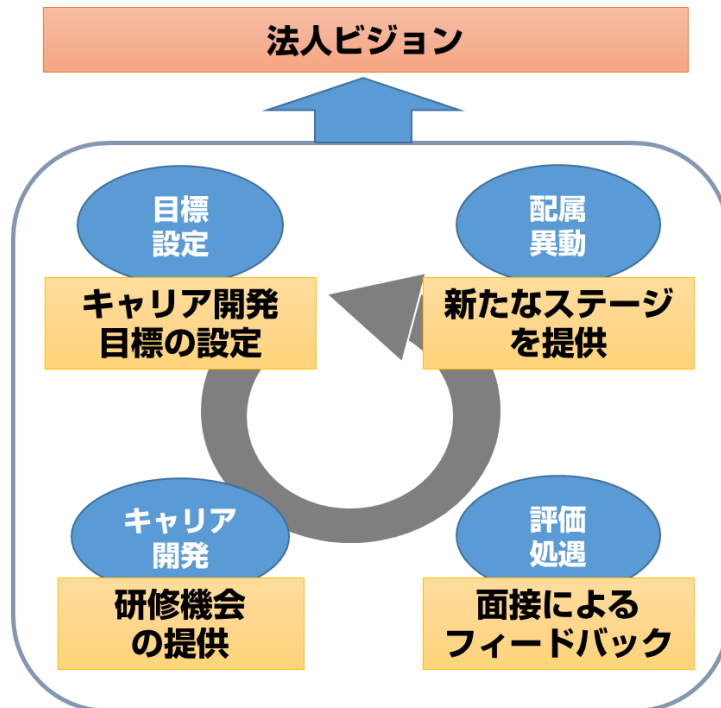 法人ビジョン
目標
設定
キャリア開発
目標の設定
配属
異動
新たなステージ
を提供
キャリア
開発
研修機会
の提供
評価
処遇
面接による
フィードバック